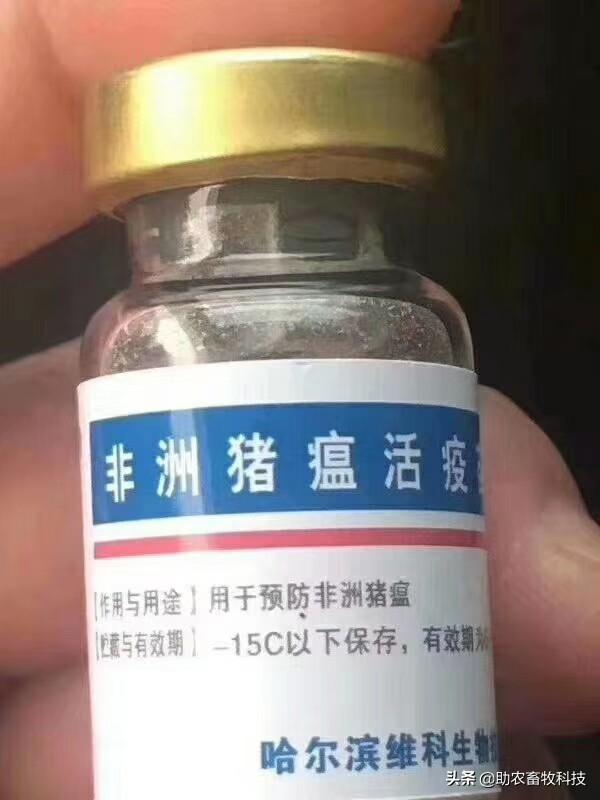 非洲猪瘟活疫
【作用与用途】用于预防非洲猪瘟
【贮藏与有效期】-15C以下保存，有效期为
哈尔滨维科生物
头条 @助农畜牧科技